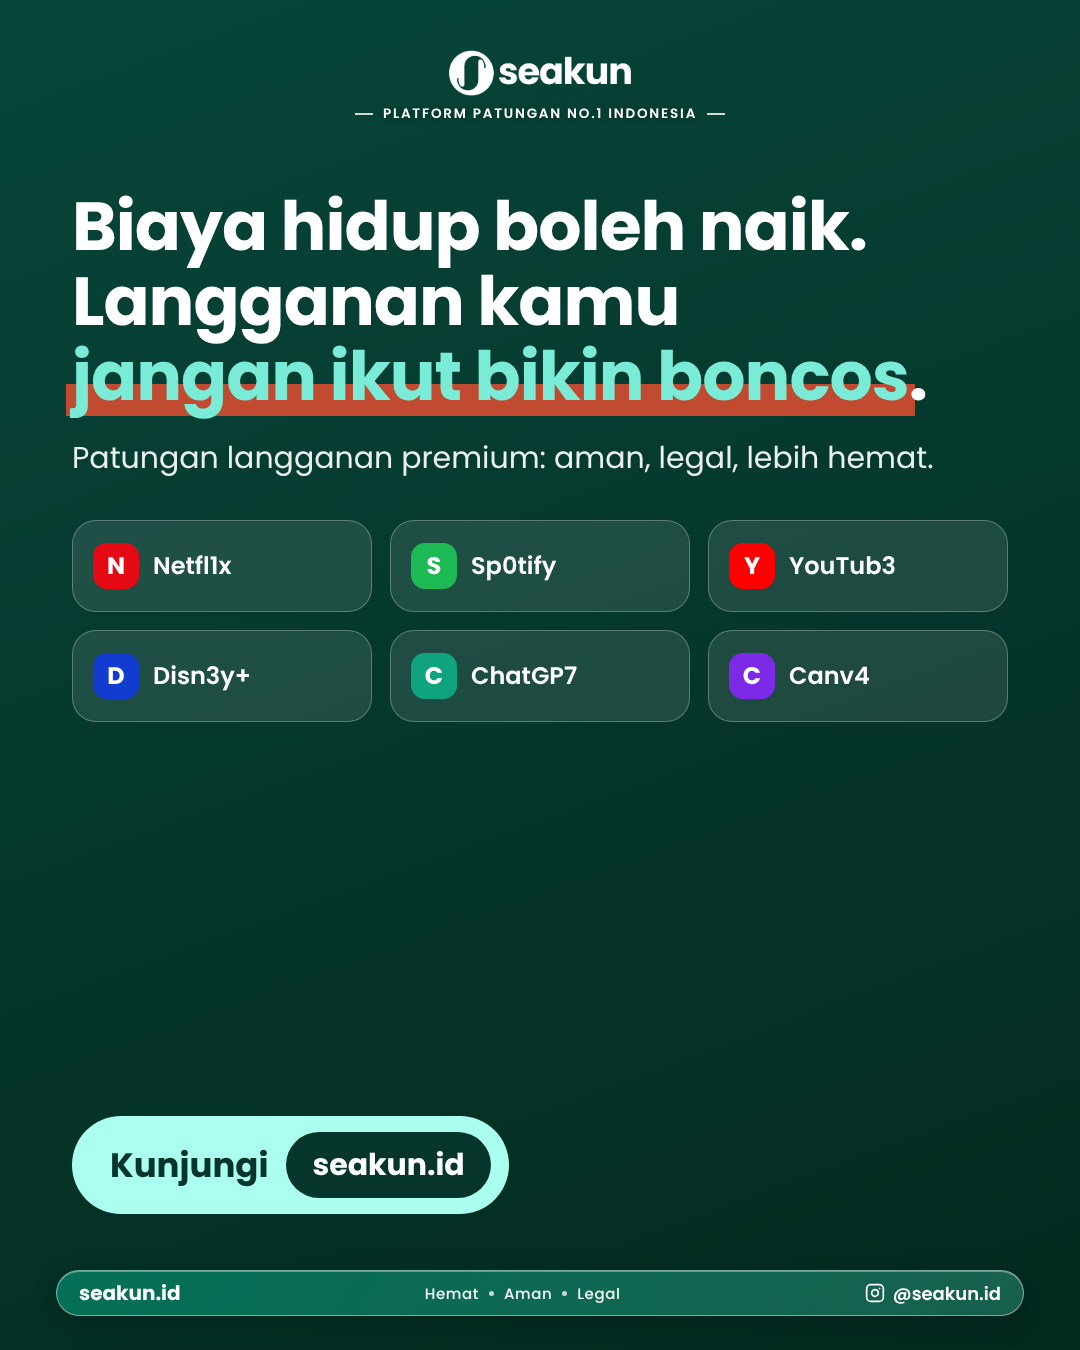 seakun
PLATFORM PATUNGAN NO.1 INDONESIA
Biaya hidup boleh naik.
Langganan kamu
jangan ikut bikin boncos.
Patungan langganan premium: aman, legal, lebih hemat.
N Netfl1x
S Sp0tify
Y YouTub3
D Disn3y+
C ChatGP7
C Canv4
Kunjungi seakun.id
seakun.id
Hemat • Aman • Legal
@seakun.id